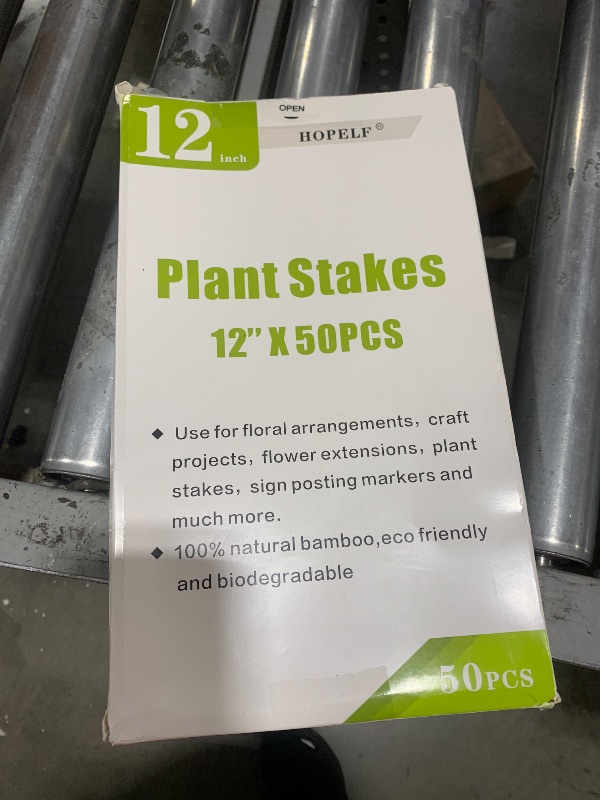 12 inch
OPEN
HOPELF®
Plant Stakes
12” X 50PCS
◆ Use for floral arrangements, craft
projects, flower extensions, plant
stakes, sign posting markers and
much more.
◆ 100% natural bamboo,eco friendly
and biodegradable
50PCS